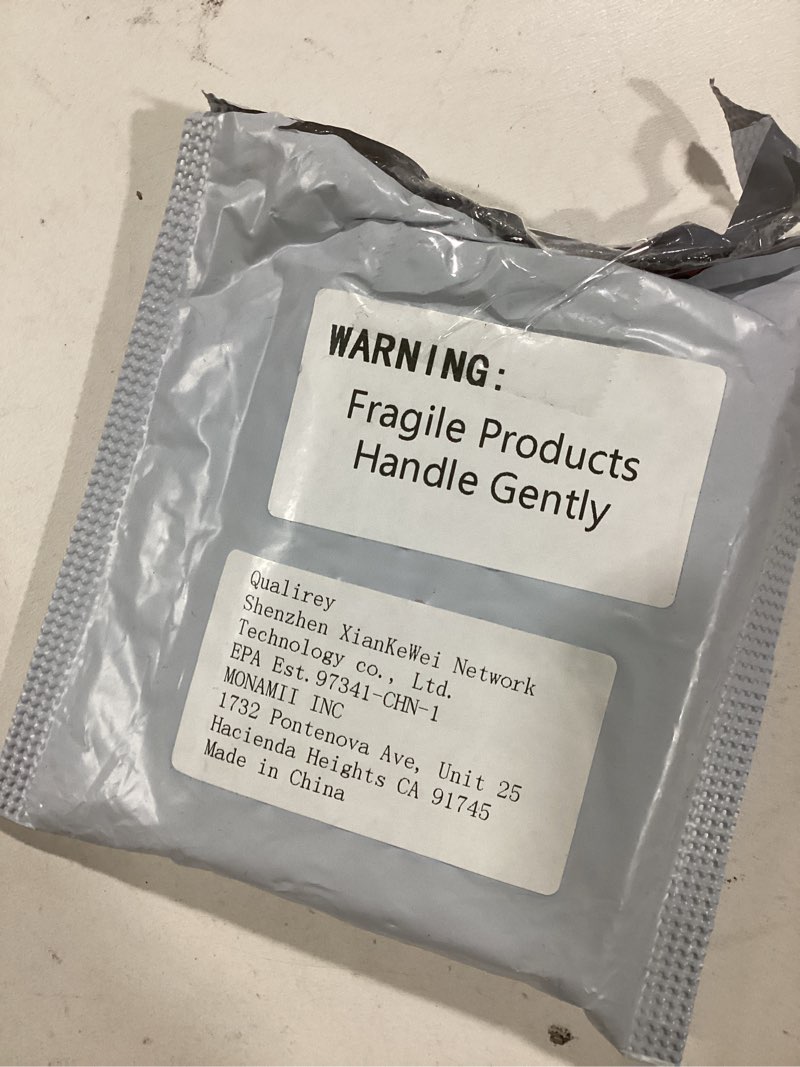 WARNING:
Fragile Products
Handle Gently
Qualirey
Shenzhen XianKeWei Network
Technology co., Ltd.
EPA Est. 97341-CHN-1
MONAMII INC
1732 Pontenova Ave, Unit 25
Hacienda Heights CA 91745
Made in China